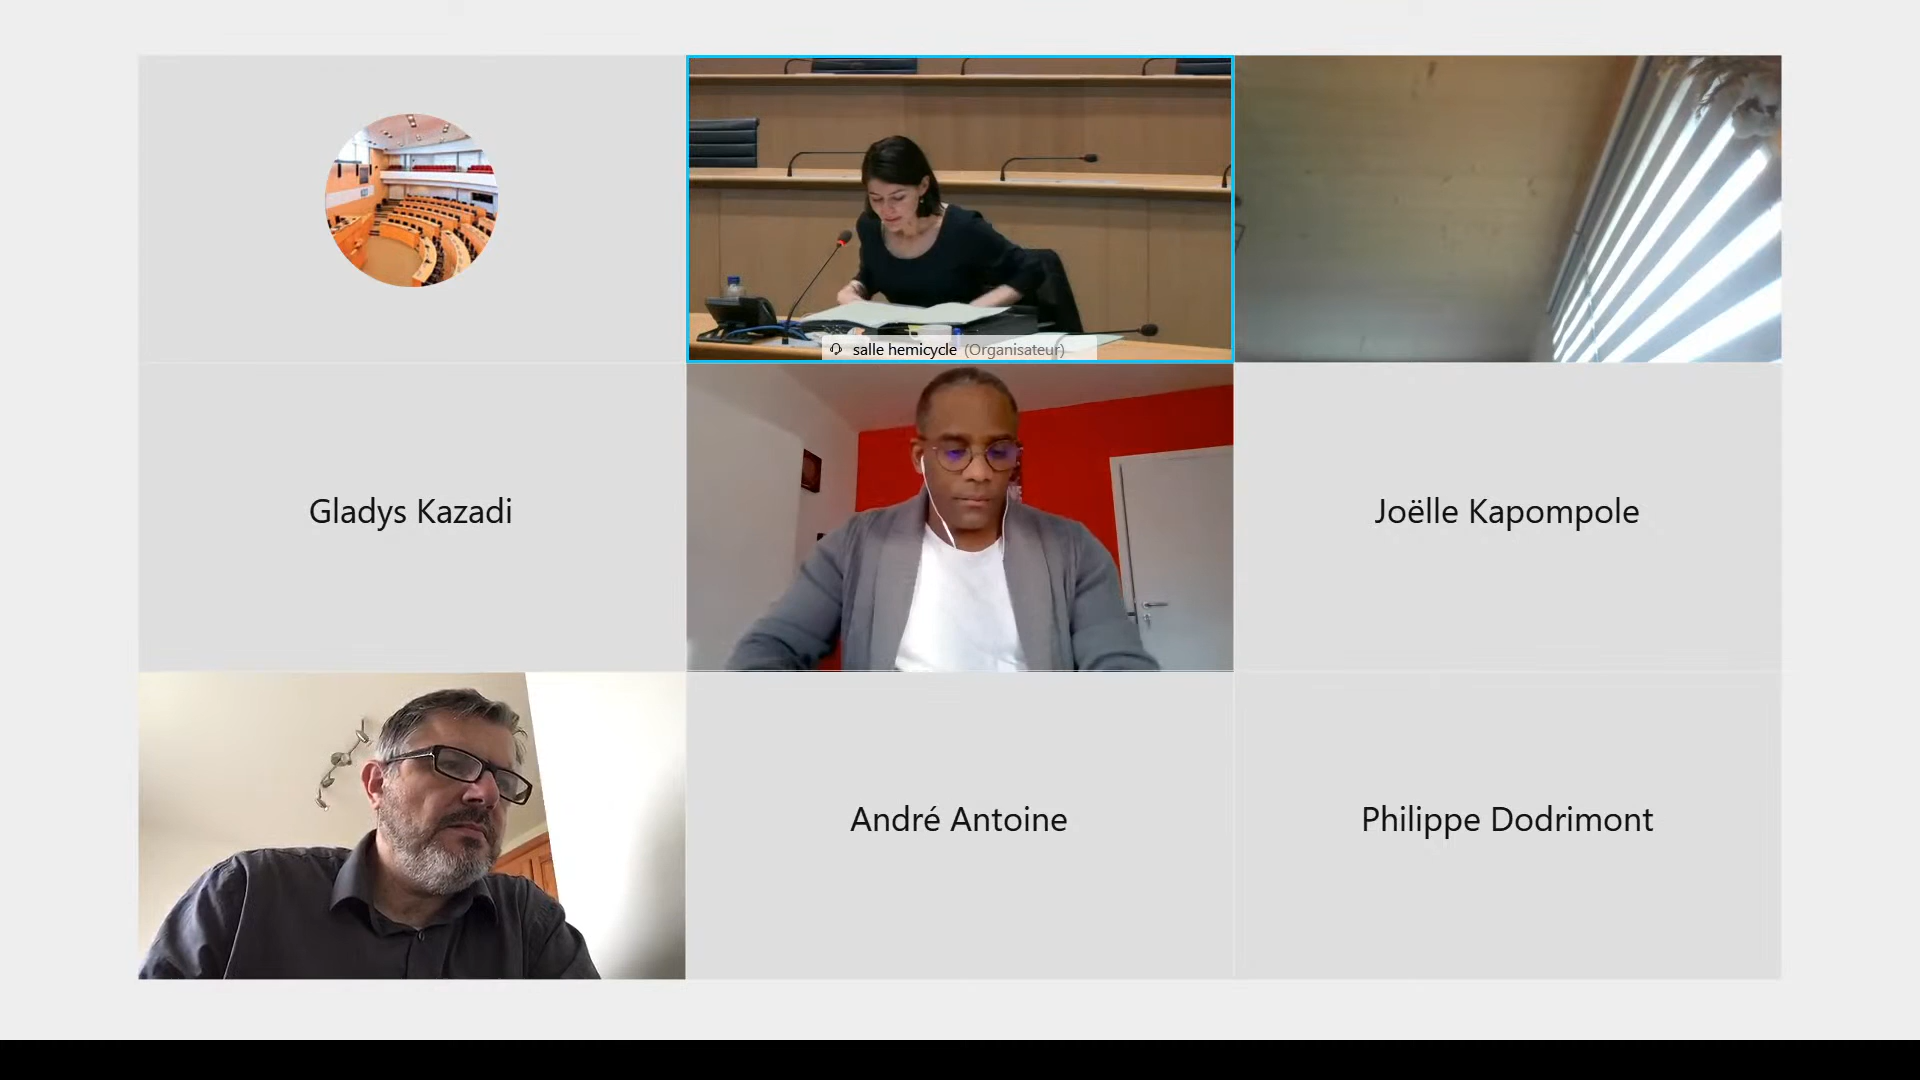 salle hemicycle (Organisateur)
Gladys Kazadi
Joëlle Kapompole
André Antoine
Philippe Dodrimont